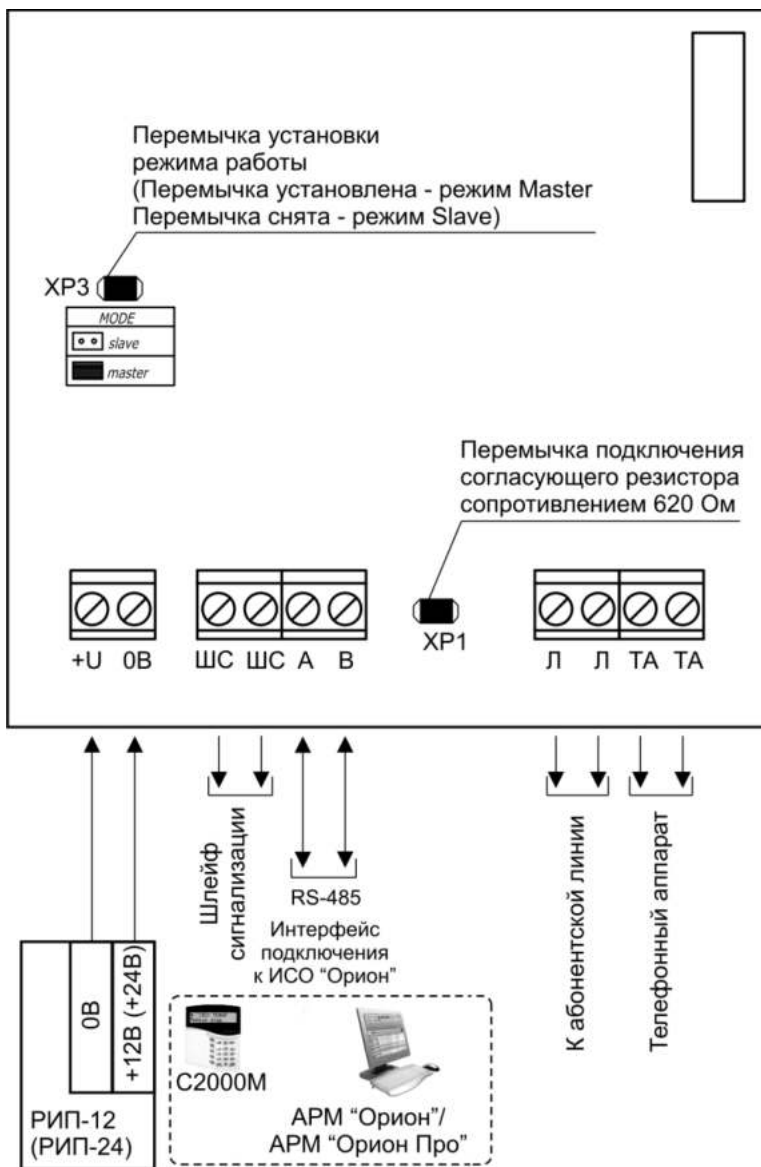 Перемычка установки
режима работы
(Перемычка установлена - режим Master
Перемычка снята - режим Slave)
XP3
MODE
slave
master
Перемычка подключения
согласующего резистора
сопротивлением 620 Ом
XP1
+U 0В ШС ШС А В Л Л ТА ТА
Шлейф
сигнализации
RS-485
Интерфейс
подключения
к ИСО “Орион”
К абонентской линии
Телефонный аппарат
0В
+12В (+24В)
РИП-12
(РИП-24)
С2000М
АРМ “Орион”/
АРМ “Орион Про”